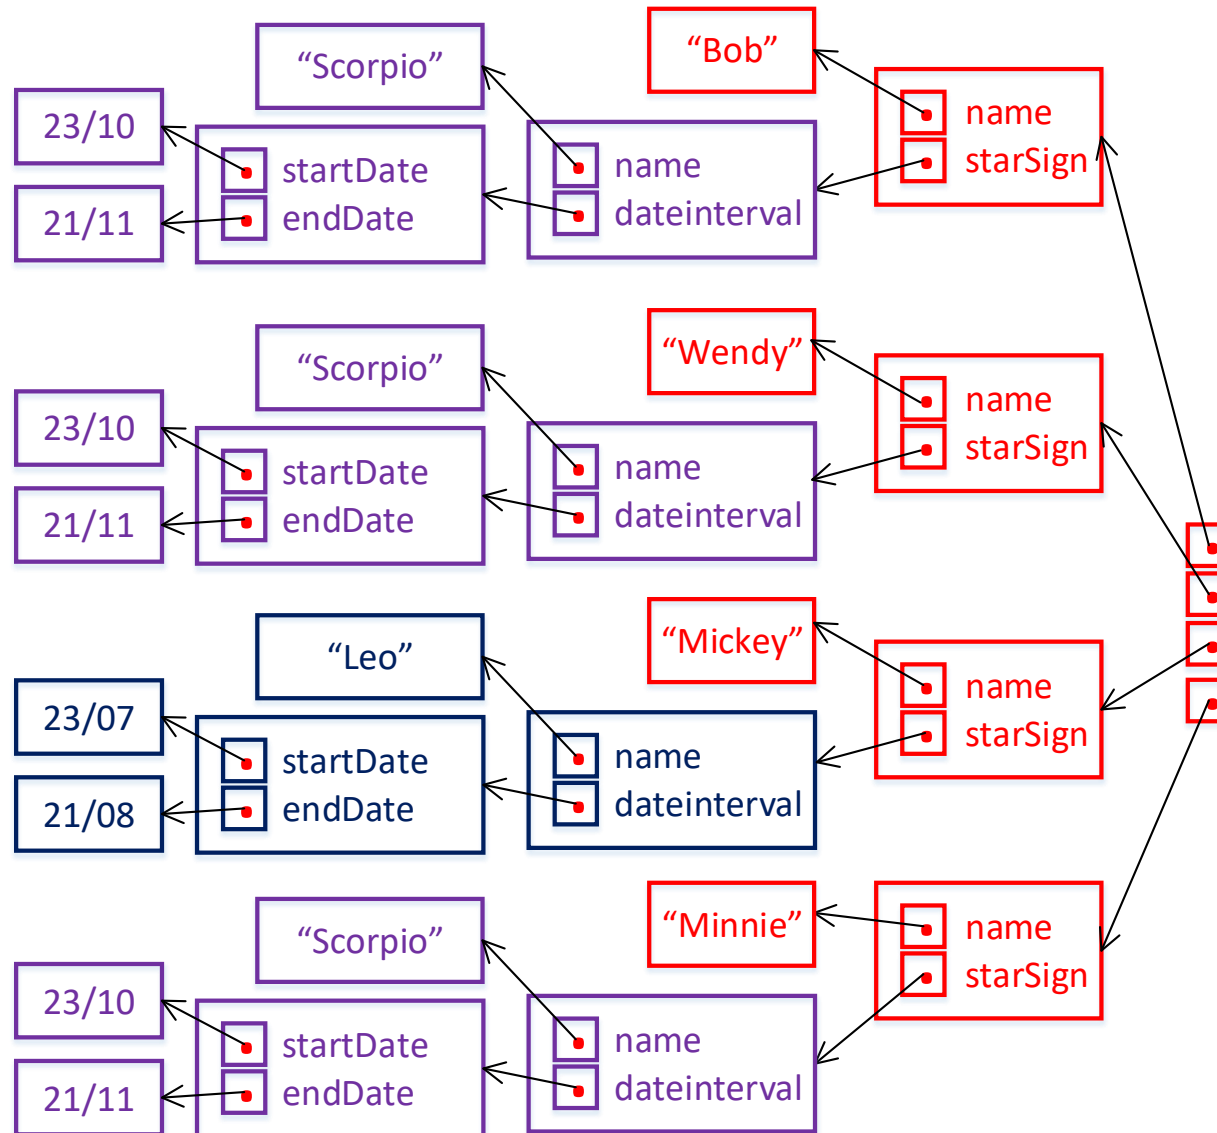 “Scorpio”
“Bob”
23/10
21/11
startDate
endDate
name
dateinterval
name
starSign
“Scorpio”
“Wendy”
23/10
21/11
startDate
endDate
name
dateinterval
name
starSign
“Leo”
“Mickey”
23/07
21/08
startDate
endDate
name
dateinterval
name
starSign
“Scorpio”
“Minnie”
23/10
21/11
startDate
endDate
name
dateinterval
name
starSign